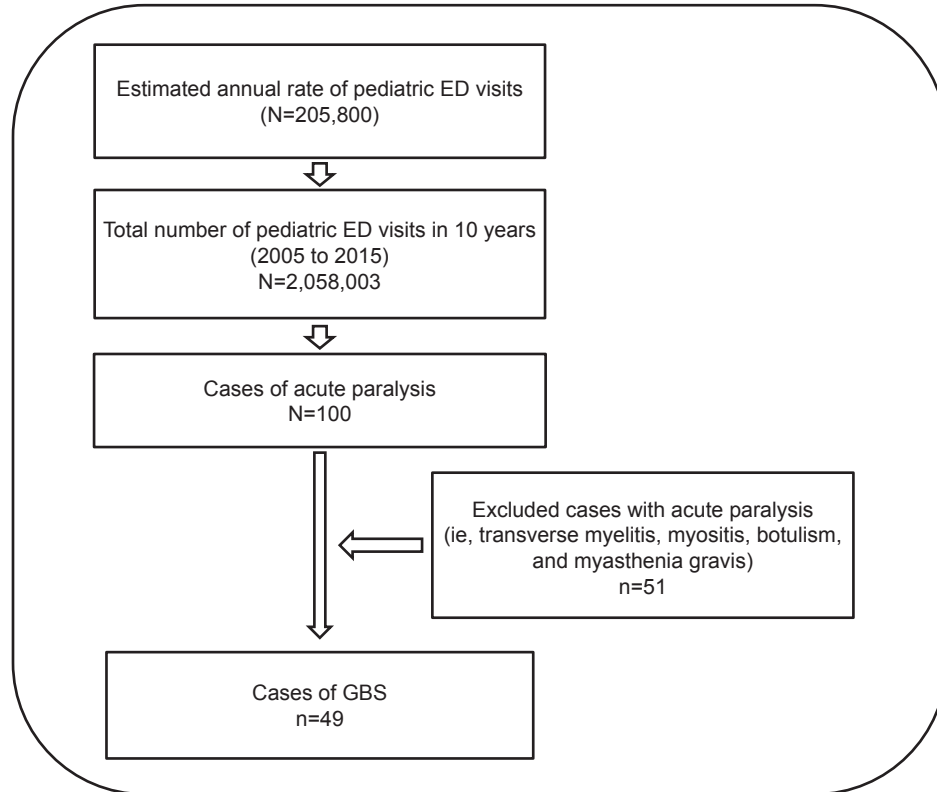 Estimated annual rate of pediatric ED visits
(N=205,800)
Total number of pediatric ED visits in 10 years
(2005 to 2015)
N=2,058,003
Cases of acute paralysis
N=100
Excluded cases with acute paralysis
(ie, transverse myelitis, myositis, botulism,
and myasthenia gravis)
n=51
Cases of GBS
n=49